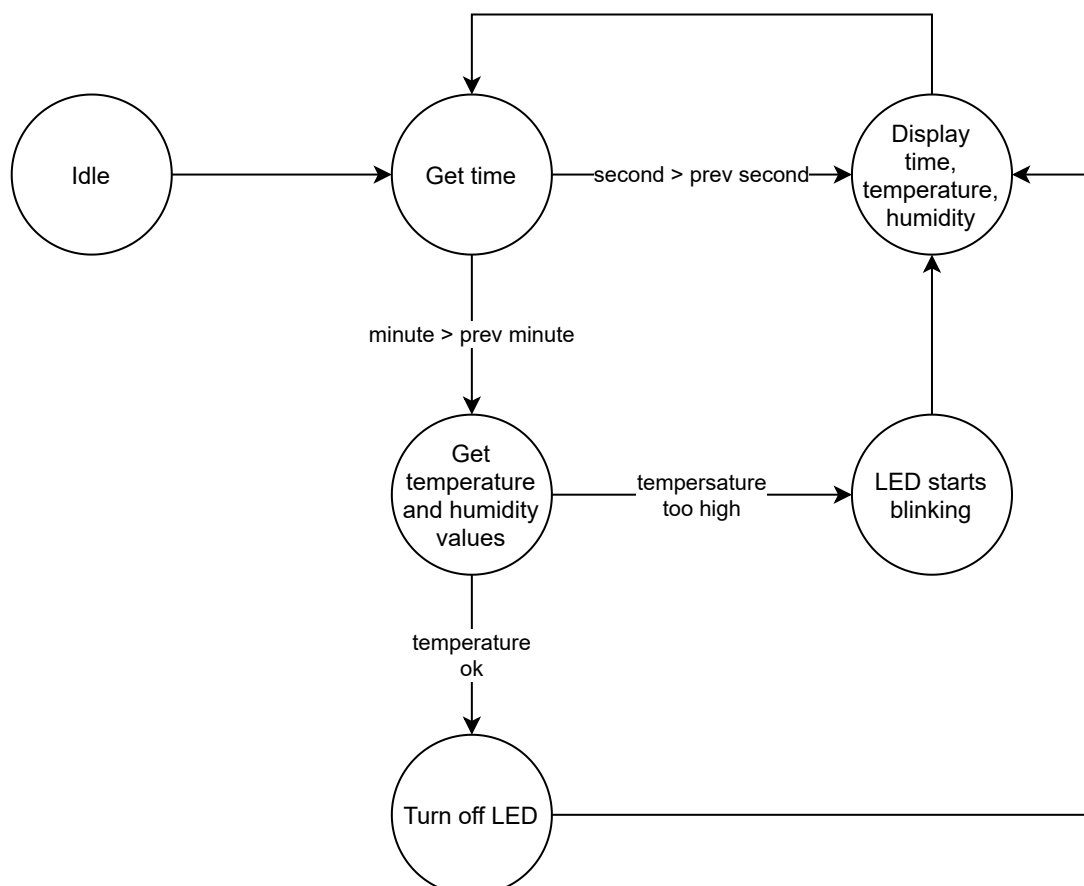 Idle
Get time
second > prev second
Display
time,
temperature,
humidity
minute > prev minute
Get
temperature
and humidity
values
tempersature
too high
LED starts
blinking
temperature
ok
Turn off LED